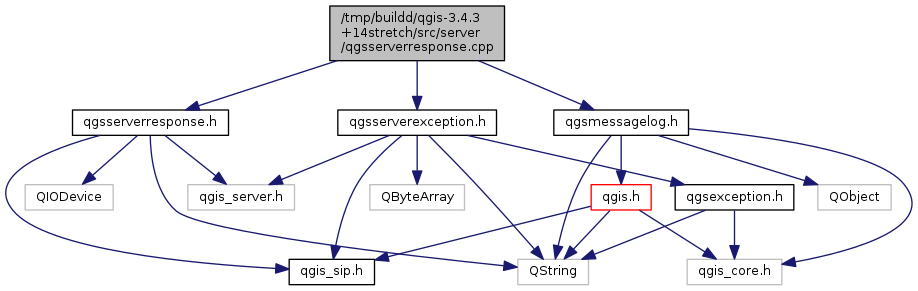 /tmp/buildd/qgis-3.4.3
+14stretch/src/server
/qgsserverresponse.cpp
qgsserverresponse.h
qgsserverexception.h
qgsmessagelog.h
QIODevice
qgis_server.h
QByteArray
qgis.h
qgsexception.h
QObject
qgis_sip.h
QString
qgis_core.h